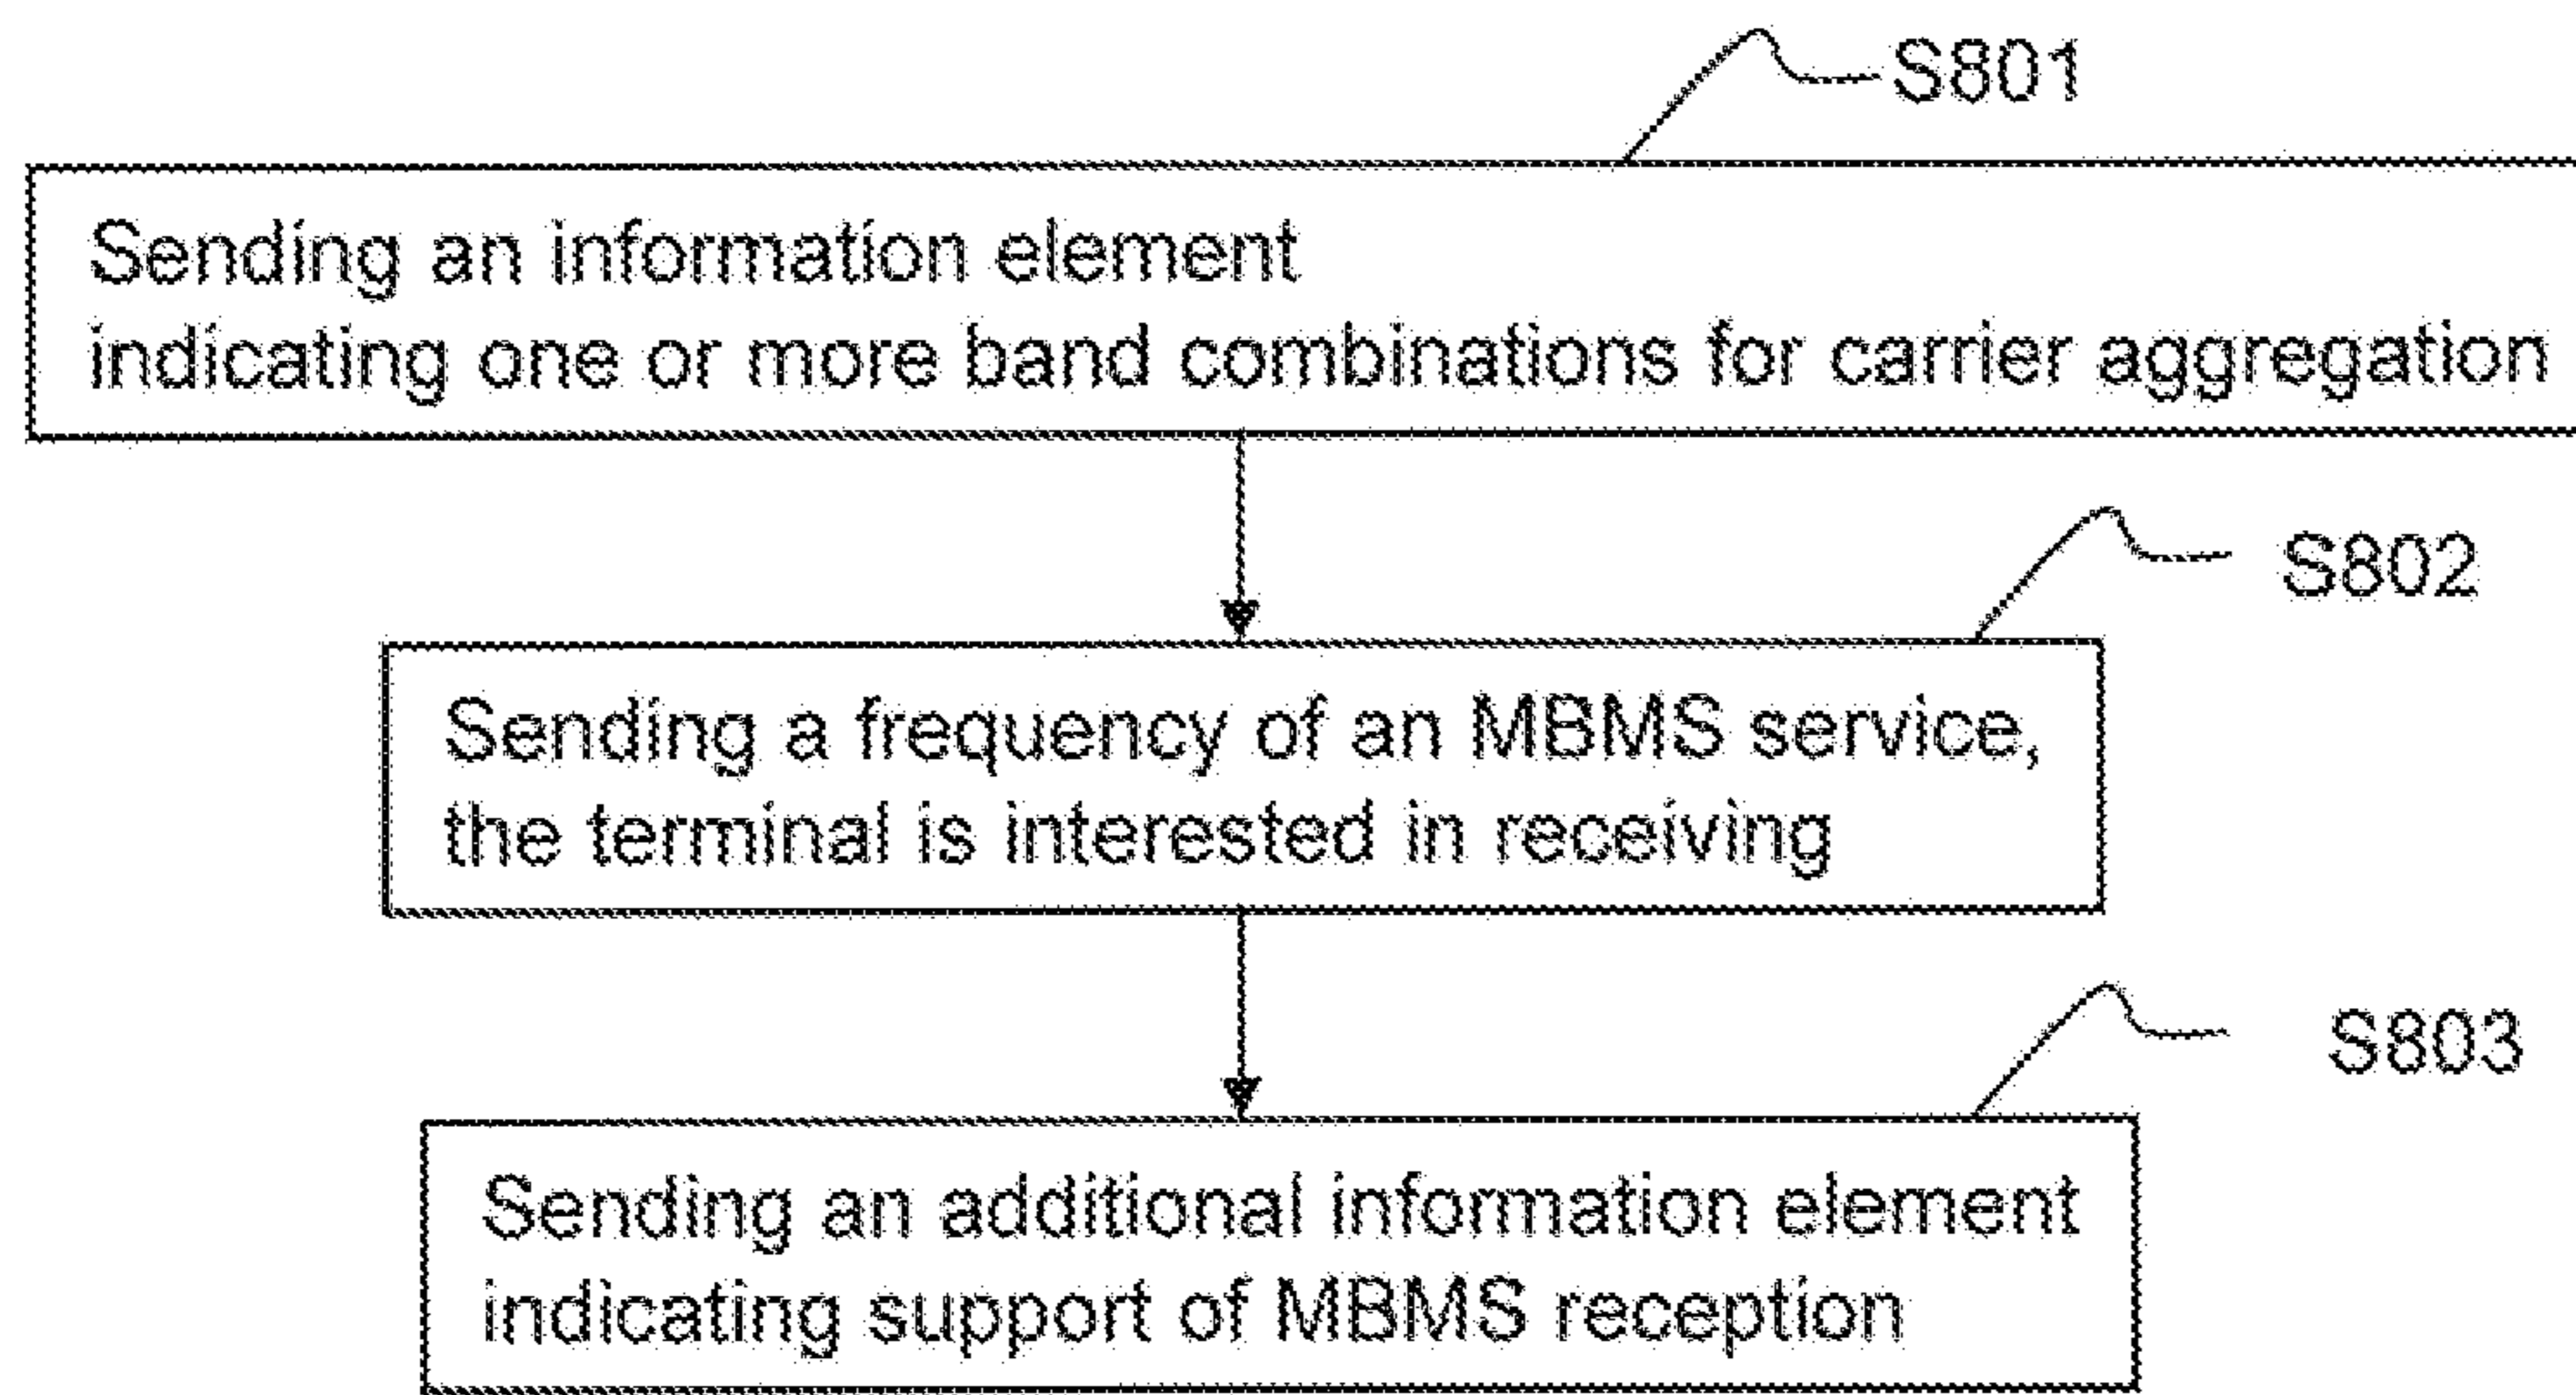 S801
Sending an information element
indicating one or more band combinations for carrier aggregation
S802
Sending a frequency of an MBMS service,
the terminal is interested in receiving
S803
Sending an additional information element
indicating support of MBMS reception